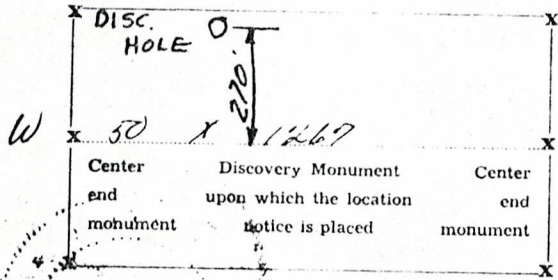 X X
DISC.
HOLE O
270'
W X 50 X 1267 X
Center Discovery Monument Center
end upon which the location end
monument notice is placed monument
4 X X